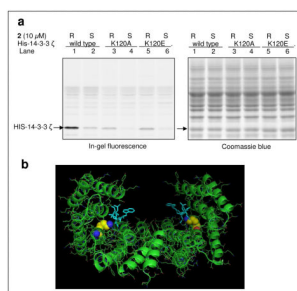 a
2 (10 μM) R S R S R S R S R S R S
His-14-3-3 ζ wild type K120A K120E wild type K120A K120E
Lane 1 2 3 4 5 6 1 2 3 4 5 6
HIS-14-3-3 ζ
In-gel fluorescence Coomassie blue
b